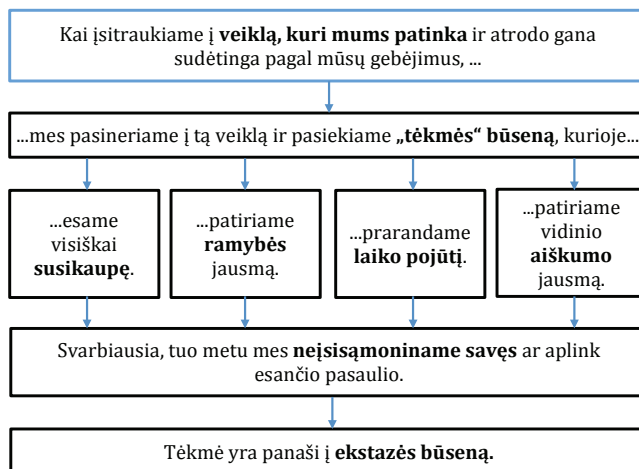 Kai įsitraukiame į veiklą, kuri mums patinka ir atrodo gana
sudėtinga pagal mūsų gebėjimus, ...
...mes pasineriame į tą veiklą ir pasiekiame „tėkmės“ būseną, kurioje...
...esame
visiškai
susikaupę.
...patiriame
ramybės
jausmą.
...prarandame
laiko pojūtį.
...patiriame
vidinio
aiškumo
jausmą.
Svarbiausia, tuo metu mes neįsisąmoniname savęs ar aplink
esančio pasaulio.
Tėkmė yra panaši į ekstazės būseną.